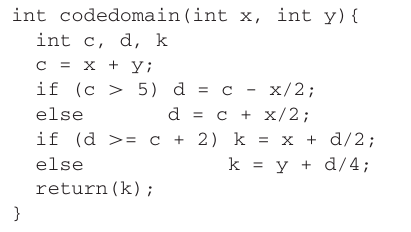 int codedomain(int x, int y){
int c, d, k
c = x + y;
if (c > 5) d = c - x/2;
else d = c + x/2;
if (d >= c + 2) k = x + d/2;
else k = y + d/4;
return(k);
}